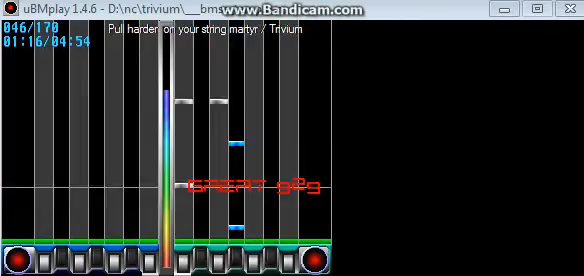 uBMplay 1.4.6 - D:\nc\trivium\__bms
www.Bandicam.com
046/170
01:16/04:54
Pull harder on your string martyr / Trivium
GREAT 989